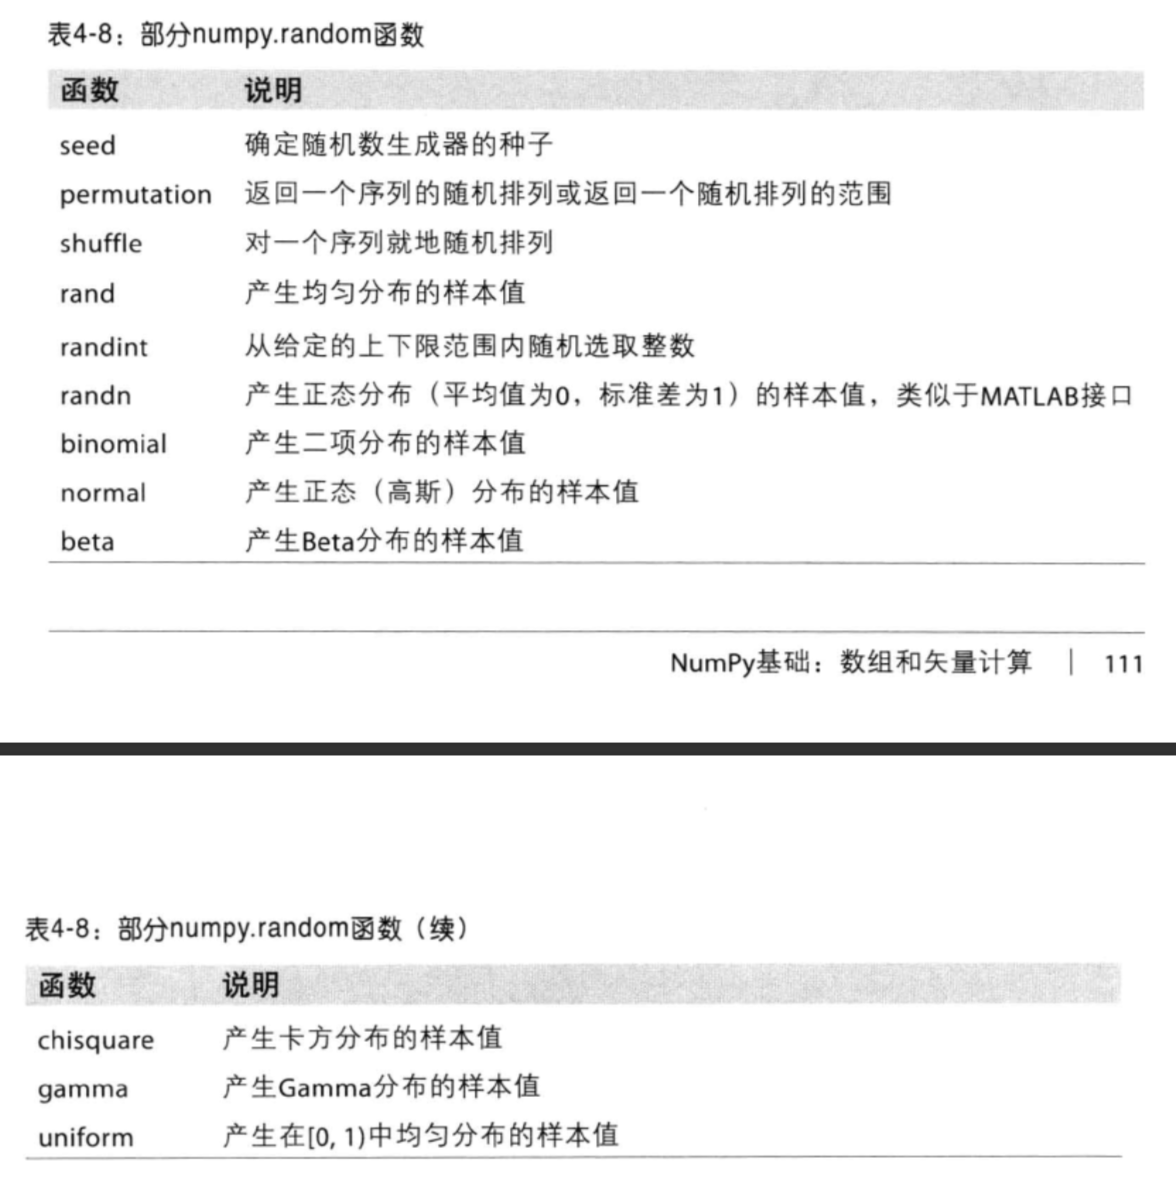 表4-8：部分numpy.random函数
函数 说明
seed 确定随机数生成器的种子
permutation 返回一个序列的随机排列或返回一个随机排列的范围
shuffle 对一个序列就地随机排列
rand 产生均匀分布的样本值
randint 从给定的上下限范围内随机选取整数
randn 产生正态分布（平均值为0，标准差为1）的样本值，类似于MATLAB接口
binomial 产生二项分布的样本值
normal 产生正态（高斯）分布的样本值
beta 产生Beta分布的样本值
NumPy基础：数组和矢量计算 | 111
表4-8：部分numpy.random函数（续）
函数 说明
chisquare 产生卡方分布的样本值
gamma 产生Gamma分布的样本值
uniform 产生在[0, 1)中均匀分布的样本值